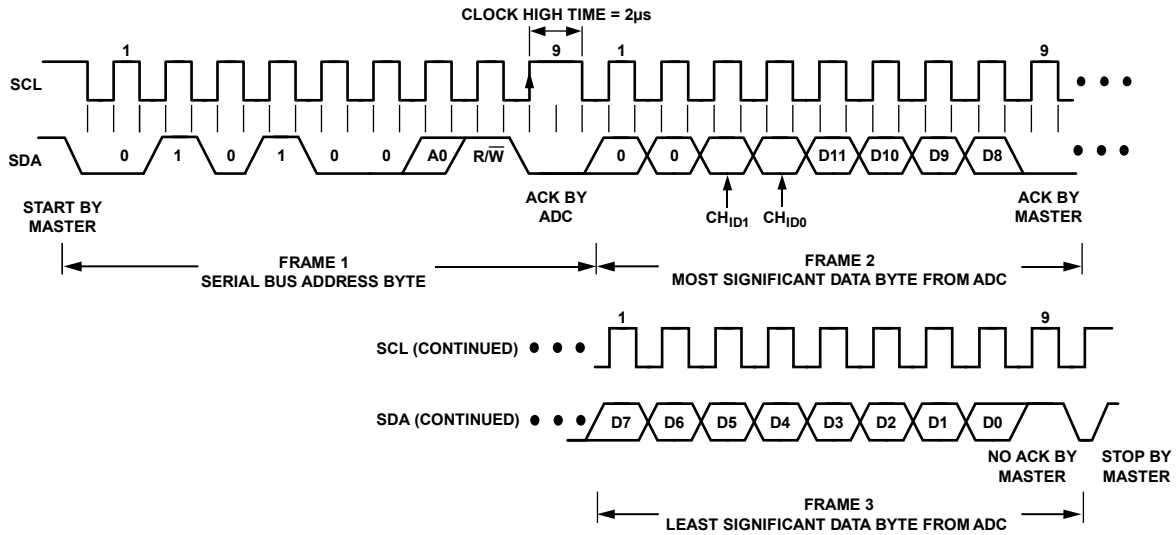 CLOCK HIGH TIME = 2µs
1 9 1 9
SCL
SDA 0 1 0 1 0 0 A0 R/W̅ 0 0 D11 D10 D9 D8
START BY MASTER
ACK BY ADC
CHID1 CHID0
ACK BY MASTER
FRAME 1
SERIAL BUS ADDRESS BYTE
FRAME 2
MOST SIGNIFICANT DATA BYTE FROM ADC
1 9
SCL (CONTINUED)
SDA (CONTINUED) D7 D6 D5 D4 D3 D2 D1 D0
NO ACK BY MASTER
STOP BY MASTER
FRAME 3
LEAST SIGNIFICANT DATA BYTE FROM ADC